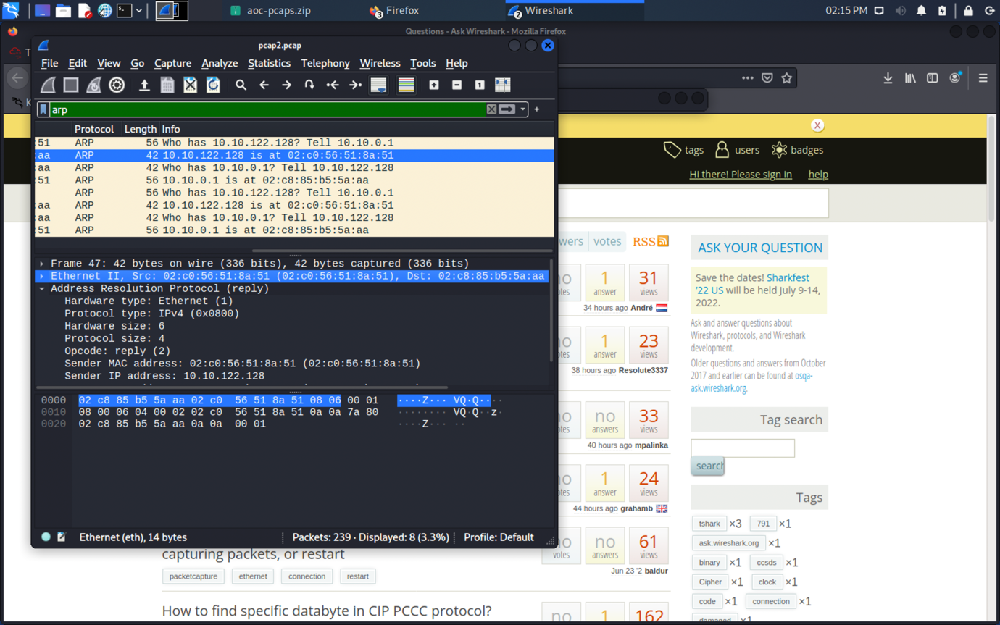 aoc-pcaps.zip
3 Firefox
2 Wireshark
02:15 PM
Questions - Ask Wireshark - Mozilla Firefox
pcap2.pcap
File Edit View Go Capture Analyze Statistics Telephony Wireless Tools Help
arp
Protocol Length Info
:51 ARP 56 Who has 10.10.122.128? Tell 10.10.0.1
:aa ARP 42 10.10.122.128 is at 02:c0:56:51:8a:51
:aa ARP 42 Who has 10.10.0.1? Tell 10.10.122.128
:51 ARP 56 10.10.0.1 is at 02:c8:85:b5:5a:aa
ARP 56 Who has 10.10.122.128? Tell 10.10.0.1
:aa ARP 42 10.10.122.128 is at 02:c0:56:51:8a:51
:aa ARP 42 Who has 10.10.0.1? Tell 10.10.122.128
:51 ARP 56 10.10.0.1 is at 02:c8:85:b5:5a:aa
Frame 47: 42 bytes on wire (336 bits), 42 bytes captured (336 bits)
Ethernet II, Src: 02:c0:56:51:8a:51 (02:c0:56:51:8a:51), Dst: 02:c8:85:b5:5a:aa
Address Resolution Protocol (reply)
Hardware type: Ethernet (1)
Protocol type: IPv4 (0x0800)
Hardware size: 6
Protocol size: 4
Opcode: reply (2)
Sender MAC address: 02:c0:56:51:8a:51 (02:c0:56:51:8a:51)
Sender IP address: 10.10.122.128
0000 02 c8 85 b5 5a aa 02 c0 56 51 8a 51 08 06 00 01 ····Z··· VQ·Q····
0010 08 00 06 04 00 02 02 c0 56 51 8a 51 0a 0a 7a 80 ········ VQ·Q··z·
0020 02 c8 85 b5 5a aa 0a 0a 00 01 ····Z··· ··
Ethernet (eth), 14 bytes
Packets: 239 · Displayed: 8 (3.3%)
Profile: Default
X
tags users badges
Hi there! Please sign in help
votes RSS
1 answer
31 views
34 hours ago André
1 answer
23 views
38 hours ago Resolute3337
no answers
33 views
40 hours ago mpalinka
1 answer
24 views
44 hours ago grahamb
no votes
no answers
61 views
Jun 23 '2 baldur
capturing packets, or restart
packetcapture ethernet connection restart
How to find specific databyte in CIP PCCC protocol?
no
1
162
ASK YOUR QUESTION
Save the dates! Sharkfest
'22 US will be held July 9-14,
2022.
Ask and answer questions about
Wireshark, protocols, and Wireshark
development.
Older questions and answers from October
2017 and earlier can be found at osqa-
ask.wireshark.org.
Tag search
search
Tags
tshark ×3 791 ×1
ask.wireshark.org ×1
binary ×1 ccsds ×1
Cipher ×1 clock ×1
code ×1 connection ×1
damaged ×1